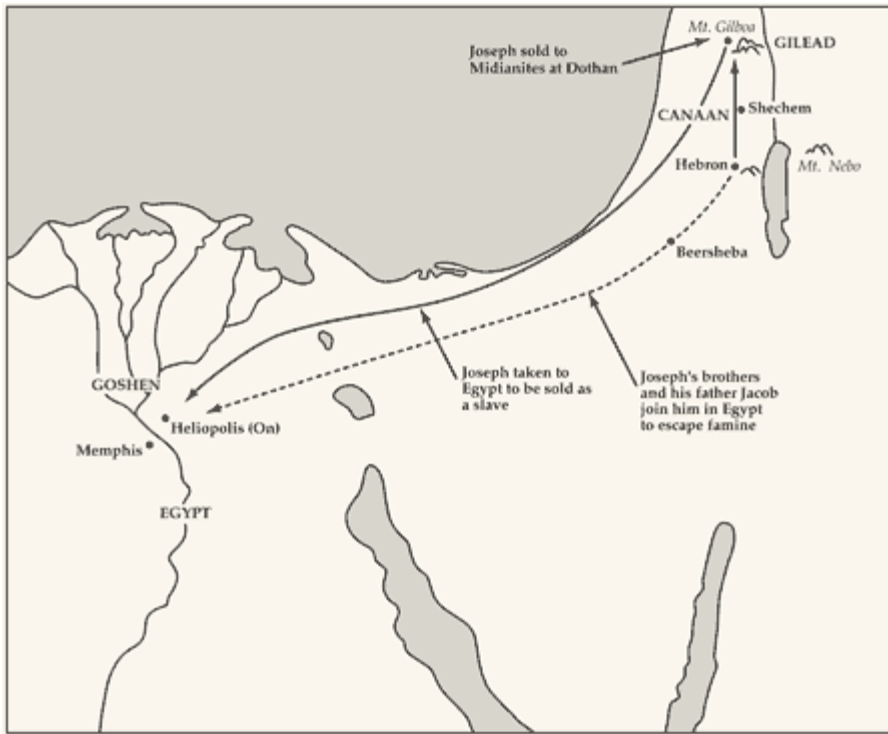 Mt. Gilboa
Joseph sold to
Midianites at Dothan
GILEAD
CANAAN
Shechem
Hebron
Mt. Nebo
Beersheba
Joseph taken to
Egypt to be sold as
a slave
Joseph's brothers
and his father Jacob
join him in Egypt
to escape famine
GOSHEN
Heliopolis (On)
Memphis
EGYPT